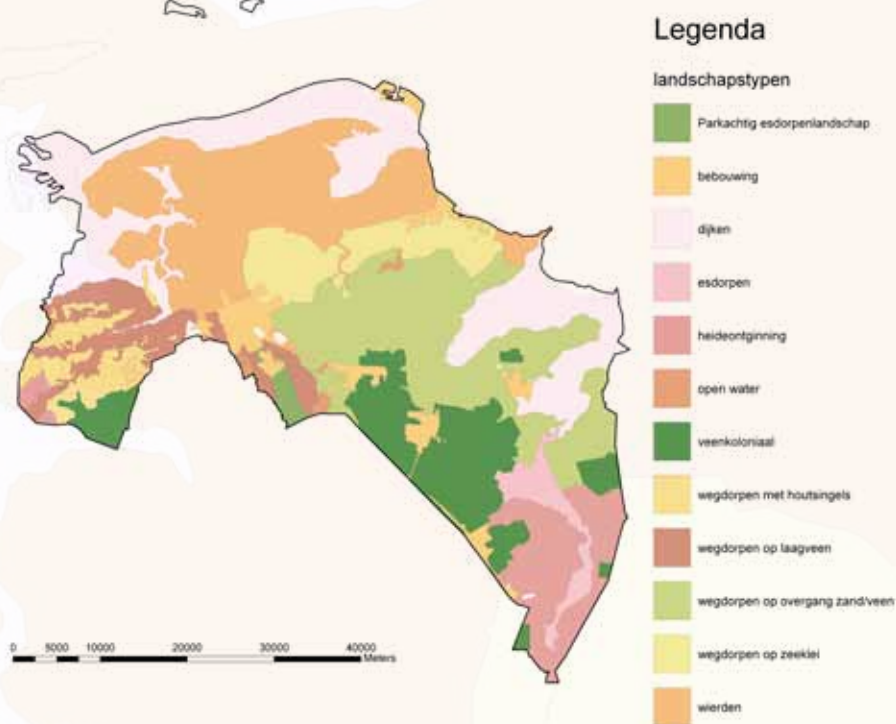 Legenda
landschapstypen
Parkachtig esdorpenlandschap
bebouwing
dijken
esdorpen
heideontginning
open water
veenkoloniaal
wegdorpen met houtsingels
wegdorpen op laagveen
wegdorpen op overgang zand/veen
wegdorpen op zeeklei
wierden
0 5000 10000 20000 30000 40000
Meters